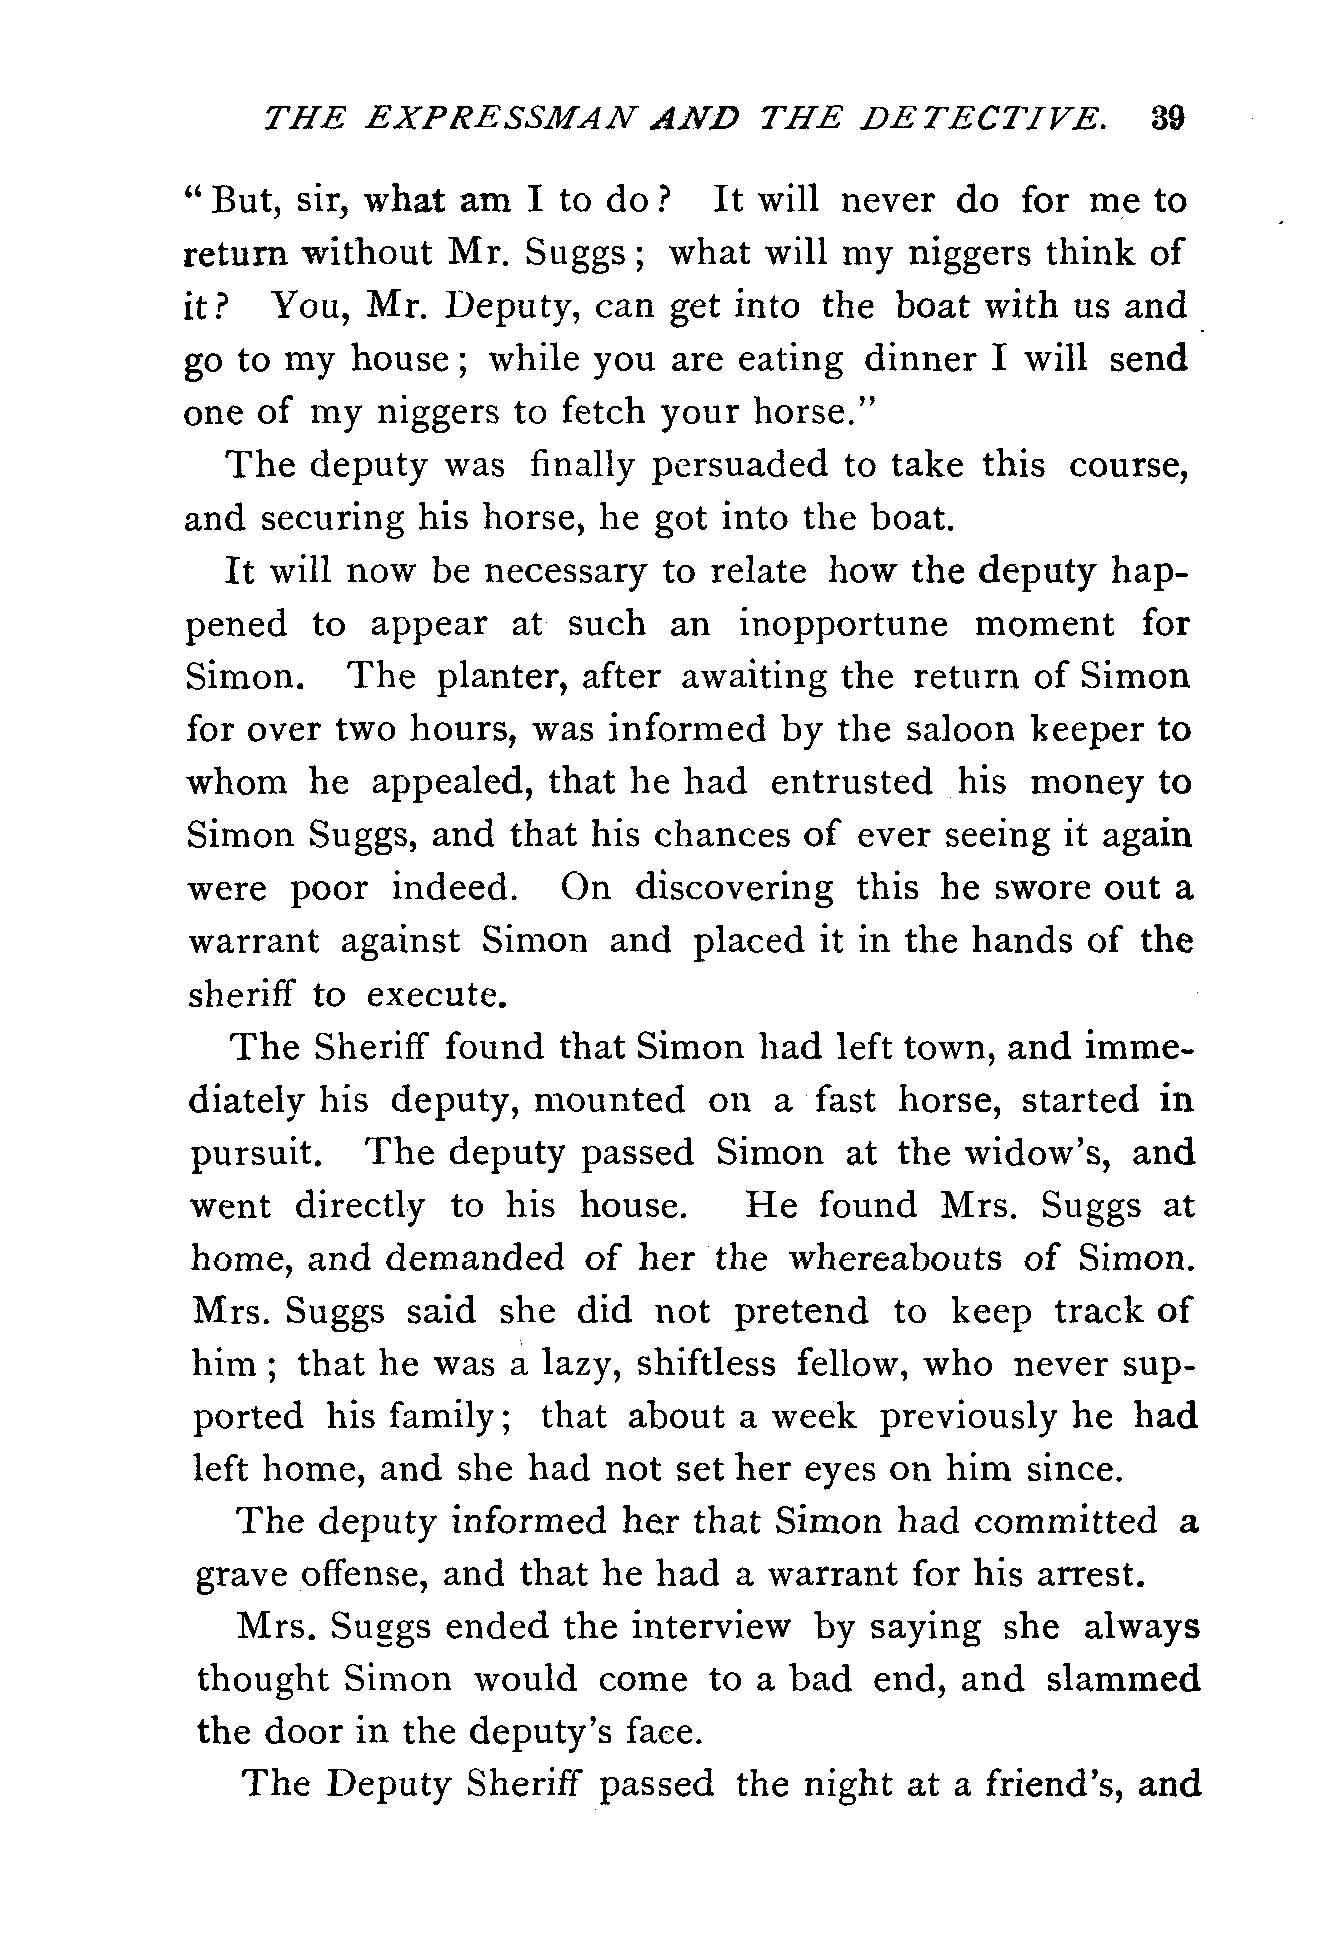 THE EXPRESSMAN AND THE DETECTIVE. 39
“But, sir, what am I to do? It will never do for me to
return without Mr. Suggs; what will my niggers think of
it? You, Mr. Deputy, can get into the boat with us and
go to my house; while you are eating dinner I will send
one of my niggers to fetch your horse.”
The deputy was finally persuaded to take this course,
and securing his horse, he got into the boat.
It will now be necessary to relate how the deputy hap-
pened to appear at such an inopportune moment for
Simon. The planter, after awaiting the return of Simon
for over two hours, was informed by the saloon keeper to
whom he appealed, that he had entrusted his money to
Simon Suggs, and that his chances of ever seeing it again
were poor indeed. On discovering this he swore out a
warrant against Simon and placed it in the hands of the
sheriff to execute.
The Sheriff found that Simon had left town, and imme-
diately his deputy, mounted on a fast horse, started in
pursuit. The deputy passed Simon at the widow's, and
went directly to his house. He found Mrs. Suggs at
home, and demanded of her the whereabouts of Simon.
Mrs. Suggs said she did not pretend to keep track of
him; that he was a lazy, shiftless fellow, who never sup-
ported his family; that about a week previously he had
left home, and she had not set her eyes on him since.
The deputy informed her that Simon had committed a
grave offense, and that he had a warrant for his arrest.
Mrs. Suggs ended the interview by saying she always
thought Simon would come to a bad end, and slammed
the door in the deputy's face.
The Deputy Sheriff passed the night at a friend's, and